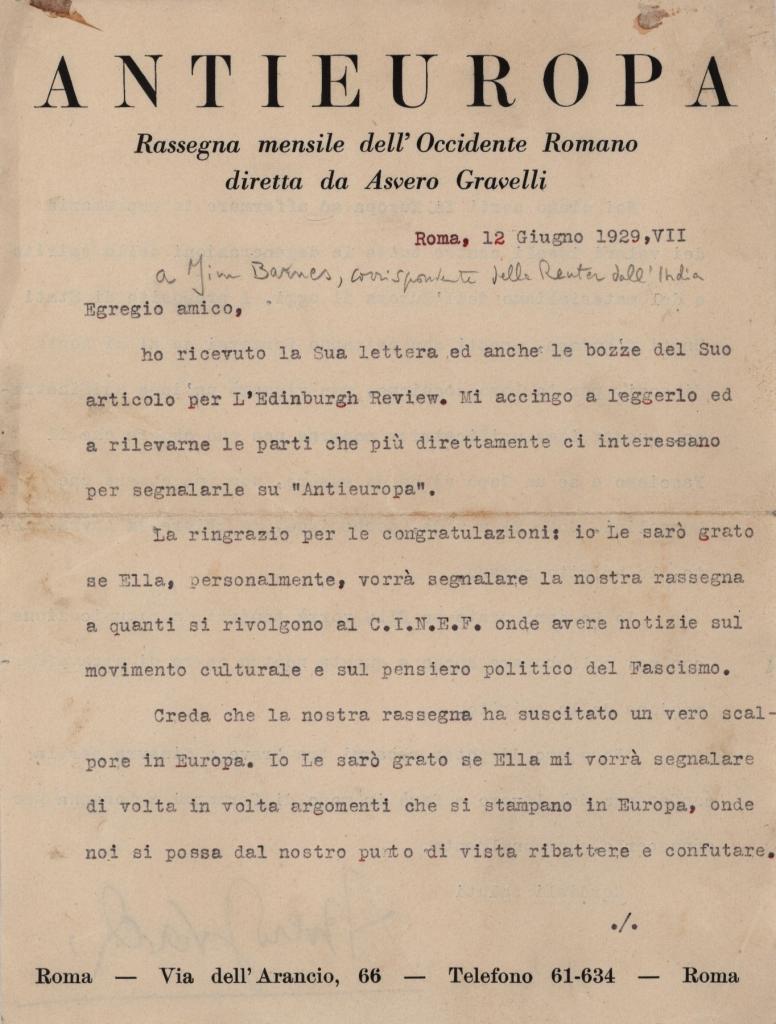 ANTIEUROPA
Rassegna mensile dell' Occidente Romano
diretta da Asvero Gravelli
Roma, 12 Giugno 1929,VII
a Jim Barnes, corrispondente della Reuter dall' India
Egregio amico,
ho ricevuto la Sua lettera ed anche le bozze del Suo
articolo per L'Edinburgh Review. Mi accingo a leggerlo ed
a rilevarne le parti che più direttamente ci interessano
per segnalarle su "Antieuropa".
La ringrazio per le congratulazioni: io Le sarò grato
se Ella, personalmente, vorrà segnalare la nostra rassegna
a quanti si rivolgono al C.I.N.E.F. onde avere notizie sul
movimento culturale e sul pensiero politico del Fascismo.
Creda che la nostra rassegna ha suscitato un vero scal-
pore in Europa. Io Le sarò grato se Ella mi vorrà segnalare
di volta in volta argomenti che si stampano in Europa, onde
noi si possa dal nostro punto di vista ribattere e confutare.
./.
Roma — Via dell' Arancio, 66 — Telefono 61-634 — Roma